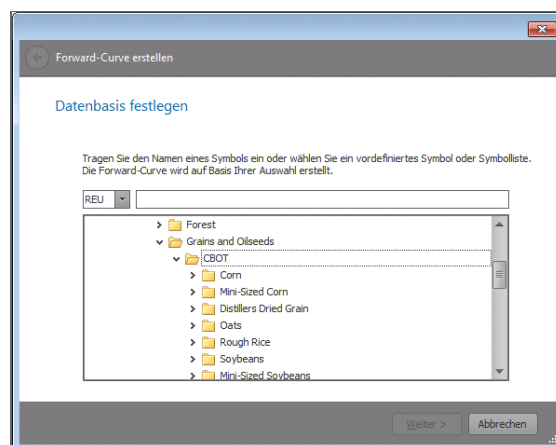 Forward-Curve erstellen
Datenbasis festlegen
Tragen Sie den Namen eines Symbols ein oder wählen Sie ein vordefiniertes Symbol oder Symbolliste.
Die Forward-Curve wird auf Basis Ihrer Auswahl erstellt.
REU
Forest
Grains and Oilseeds
CBOT
Corn
Mini-Sized Corn
Distillers Dried Grain
Oats
Rough Rice
Soybeans
Mini-Sized Soybeans
Weiter >
Abbrechen